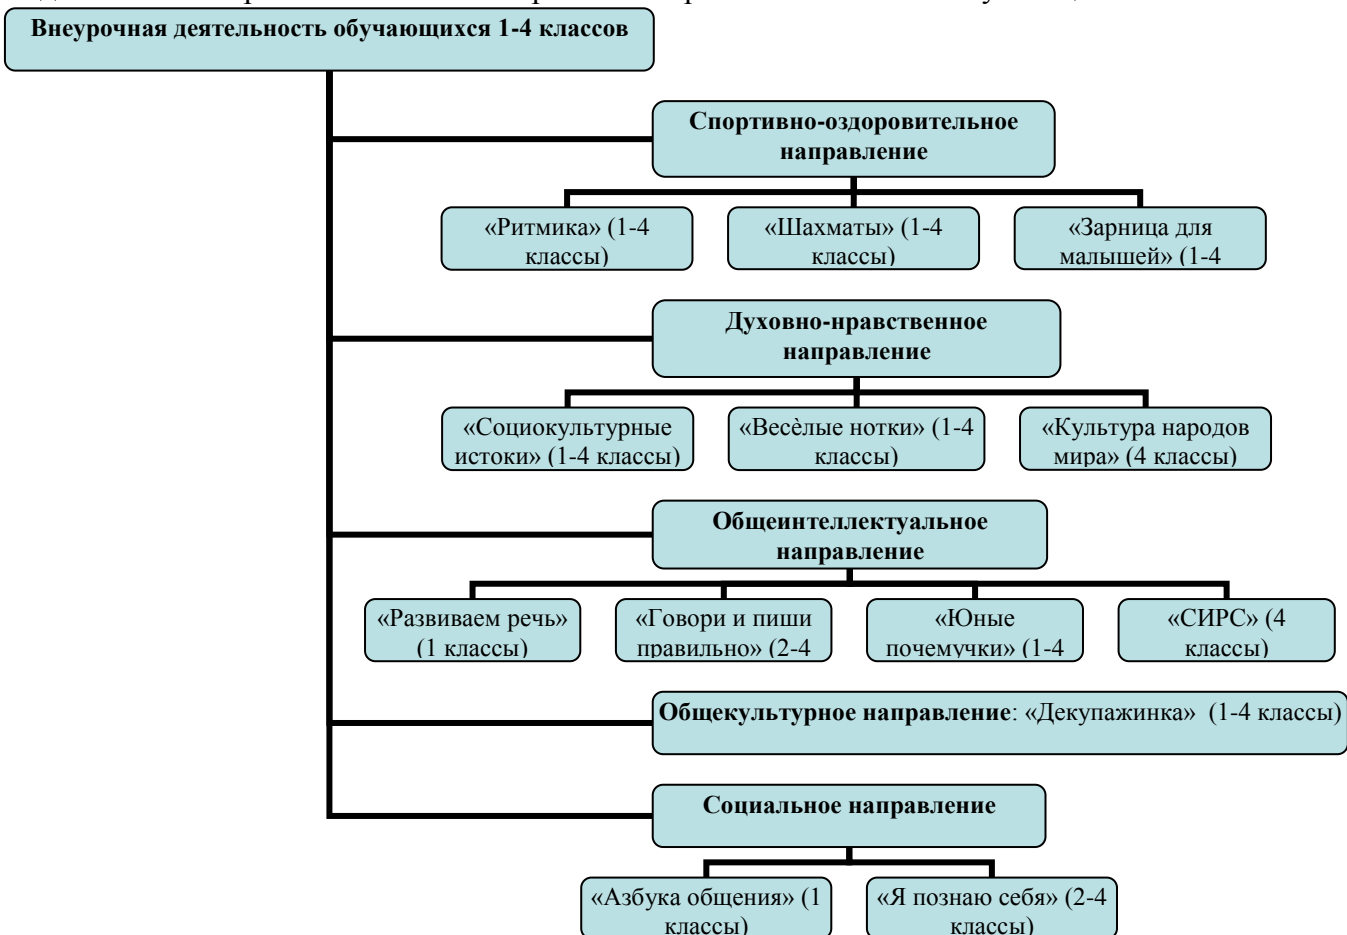 Внеурочная деятельность обучающихся 1-4 классов
Спортивно-оздоровительное
направление
«Ритмика» (1-4
классы)
«Шахматы» (1-4
классы)
«Зарница для
малышей» (1-4
Духовно-нравственное
направление
«Социокультурные
истоки» (1-4 классы)
«Весѐлые нотки» (1-4
классы)
«Культура народов
мира» (4 классы)
Общеинтеллектуальное
направление
«Развиваем речь»
(1 классы)
«Говори и пиши
правильно» (2-4
«Юные
почемучки» (1-4
«СИРС» (4
классы)
Общекультурное направление: «Декупажинка» (1-4 классы)
Социальное направление
«Азбука общения» (1
классы)
«Я познаю себя» (2-4
классы)